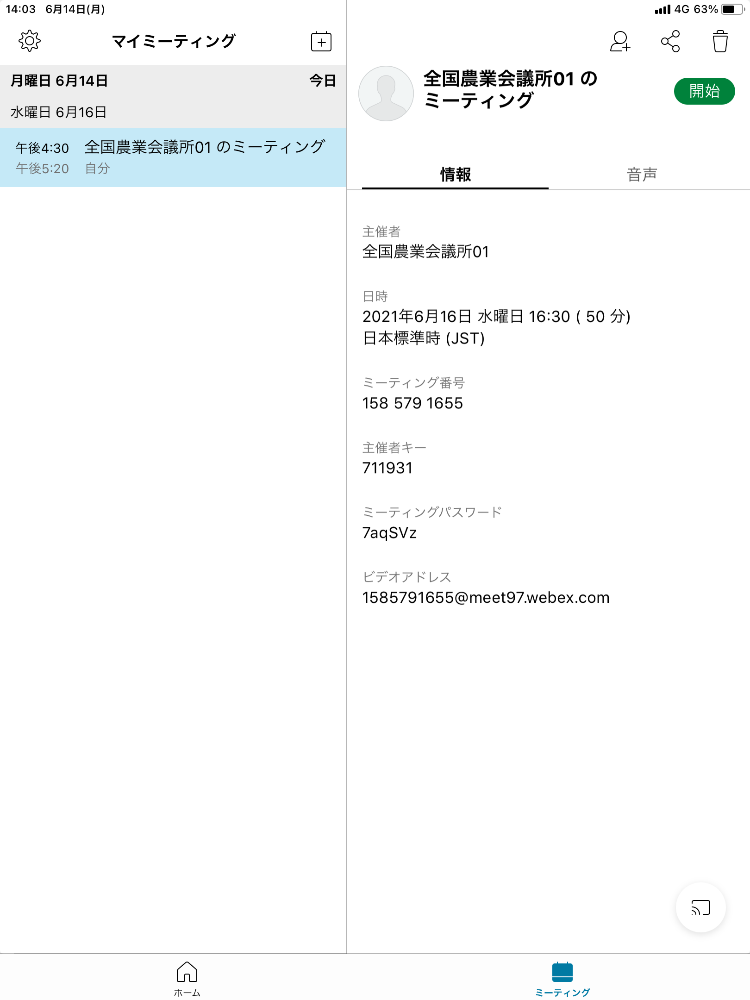 14:03 6月14日(月)
4G 63%
マイミーティング
月曜日 6月14日 今日
水曜日 6月16日
午後4:30 全国農業会議所01 のミーティング
午後5:20 自分
全国農業会議所01 の
ミーティング
開始
情報 音声
主催者
全国農業会議所01
日時
2021年6月16日 水曜日 16:30 ( 50 分)
日本標準時 (JST)
ミーティング番号
158 579 1655
主催者キー
711931
ミーティングパスワード
7aqSVz
ビデオアドレス
1585791655@meet97.webex.com
ホーム ミーティング